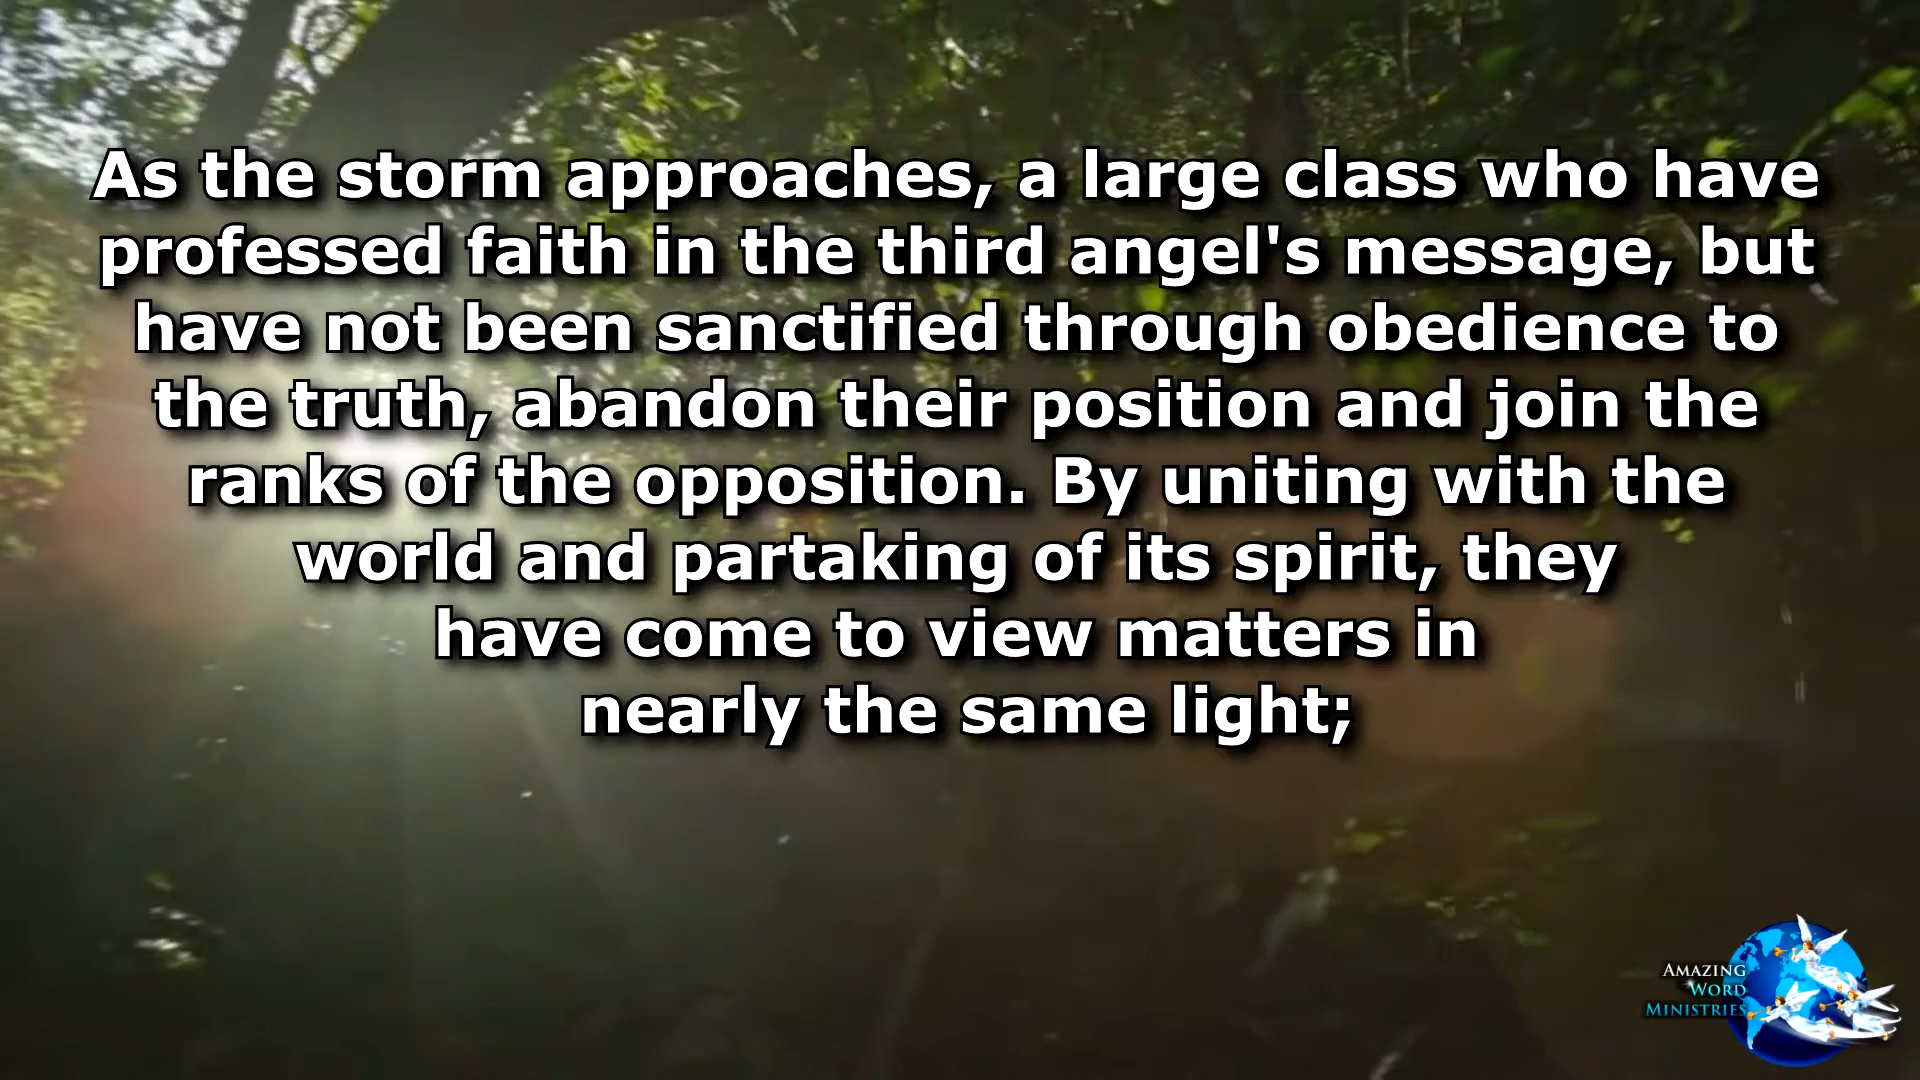 As the storm approaches, a large class who have
professed faith in the third angel's message, but
have not been sanctified through obedience to
the truth, abandon their position and join the
ranks of the opposition. By uniting with the
world and partaking of its spirit, they
have come to view matters in
nearly the same light;
AMAZING
WORD
MINISTRIES